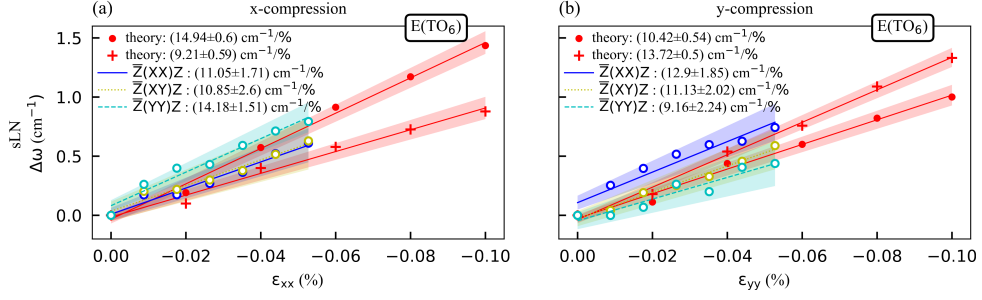 x-compression
y-compression
(a)
(b)
E(TO₆)
E(TO₆)
theory: (14.94±0.6) cm⁻¹/%
theory: (9.21±0.59) cm⁻¹/%
Z̅(XX)Z : (11.05±1.71) cm⁻¹/%
Z̅(XY)Z : (10.85±2.6) cm⁻¹/%
Z̅(YY)Z : (14.18±1.51) cm⁻¹/%
theory: (10.42±0.54) cm⁻¹/%
theory: (13.72±0.5) cm⁻¹/%
Z̅(XX)Z : (12.9±1.85) cm⁻¹/%
Z̅(XY)Z : (11.13±2.02) cm⁻¹/%
Z̅(YY)Z : (9.16±2.24) cm⁻¹/%
sLN
Δω (cm⁻¹)
1.5
1.0
0.5
0.0
0.00 −0.02 −0.04 −0.06 −0.08 −0.10
0.00 −0.02 −0.04 −0.06 −0.08 −0.10
εxx (%)
εyy (%)